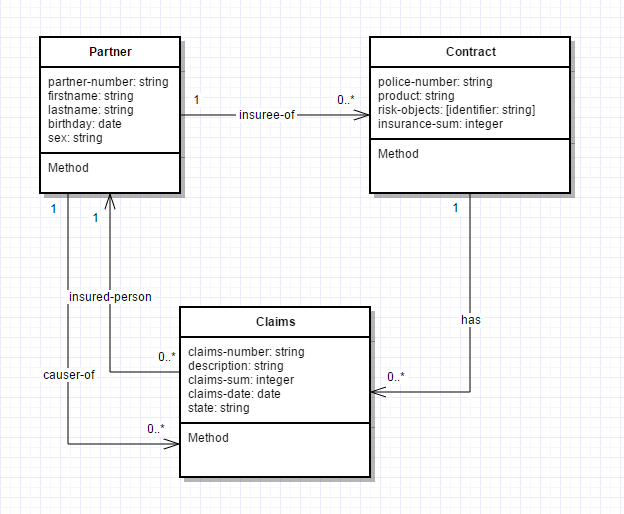 Partner
partner-number: string
firstname: string
lastname: string
birthday: date
sex: string
Method
Contract
police-number: string
product: string
risk-objects: [identifier: string]
insurance-sum: integer
Method
1
0..*
insuree-of
1
1
1
insured-person
has
0..*
causer-of
0..*
0..*
Claims
claims-number: string
description: string
claims-sum: integer
claims-date: date
state: string
Method